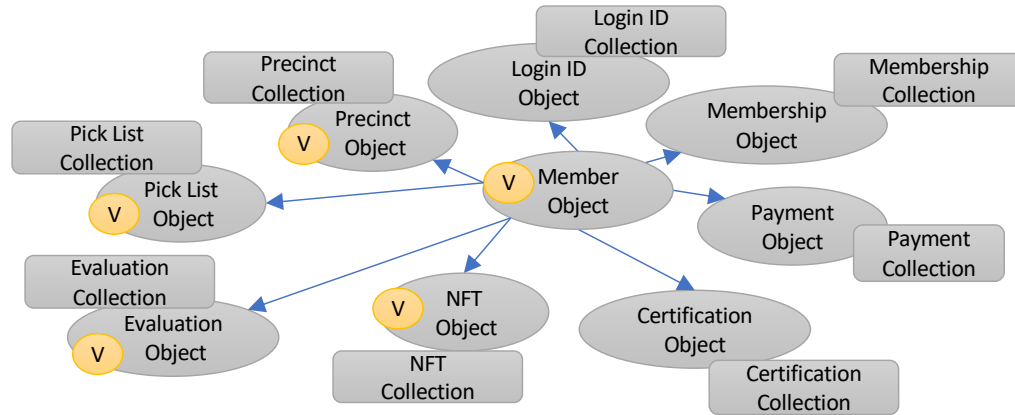 Login ID
Collection
Login ID
Object
Precinct
Collection
Precinct
Object
V
Membership
Collection
Membership
Object
Pick List
Collection
Pick List
Object
V
V
Member
Object
Payment
Object
Payment
Collection
Evaluation
Collection
Evaluation
Object
V
V
NFT
Object
NFT
Collection
Certification
Object
Certification
Collection